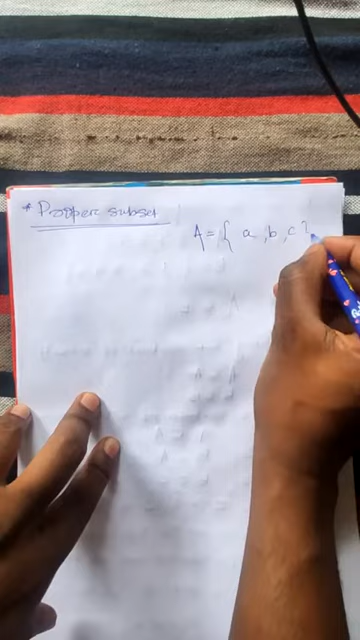 * Proper subset
A = { a , b , c }